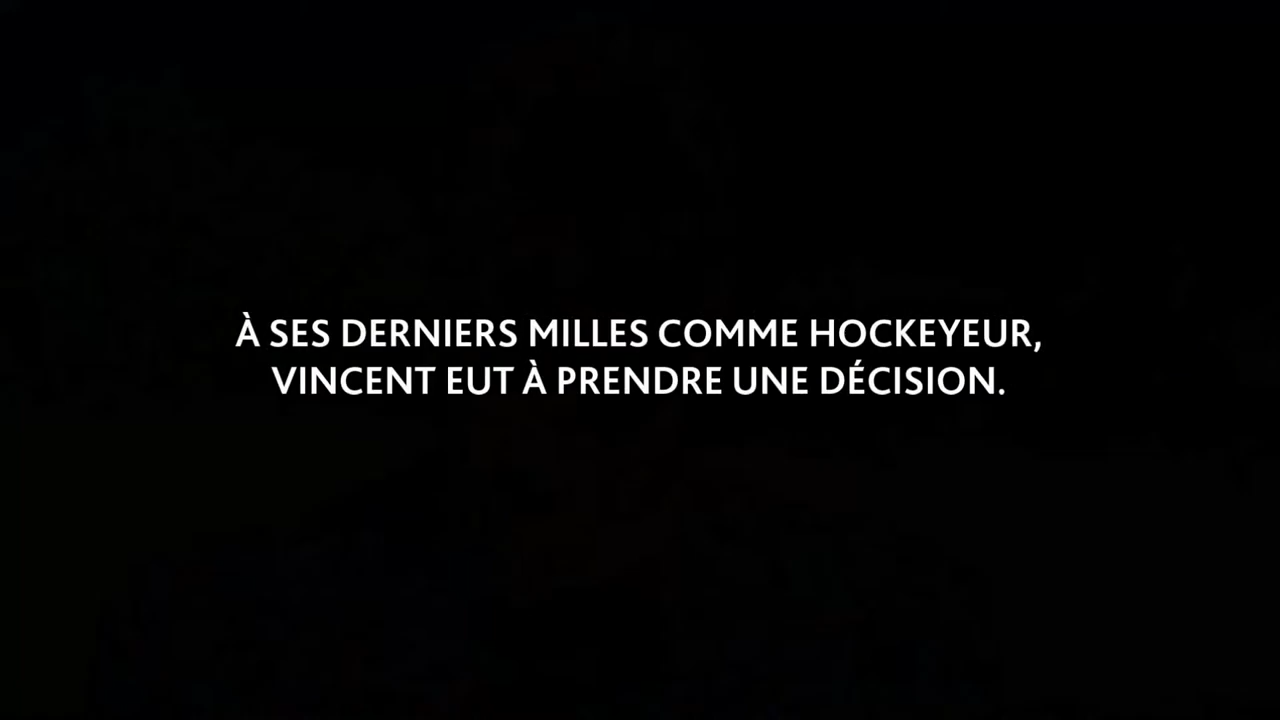 À SES DERNIERS MILLES COMME HOCKEYEUR,
VINCENT EUT À PRENDRE UNE DÉCISION.